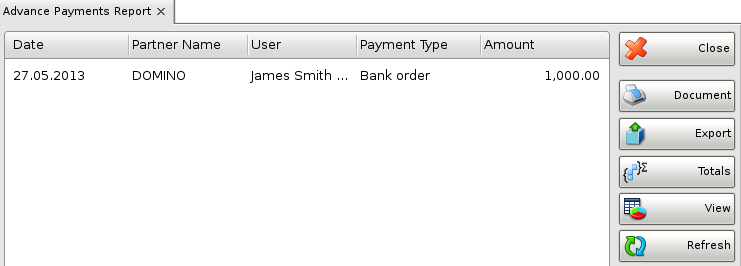 Advance Payments Report ×
Date Partner Name User Payment Type Amount
27.05.2013 DOMINO James Smith ... Bank order 1,000.00
Close
Document
Export
Totals
View
Refresh